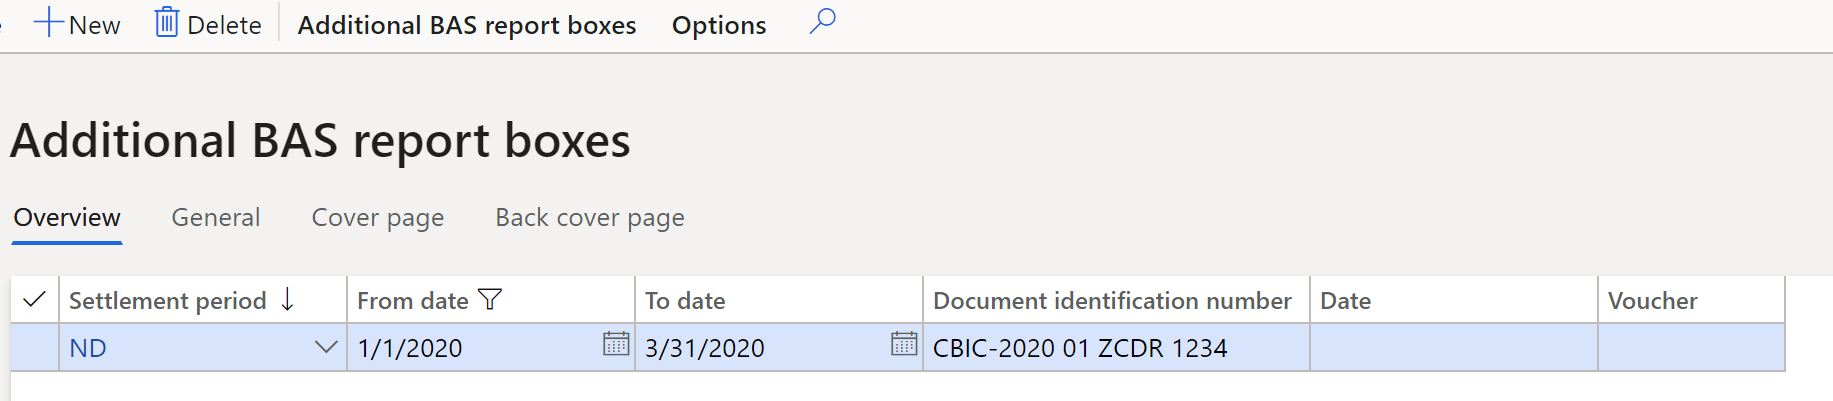 New Delete Additional BAS report boxes Options
Additional BAS report boxes
Overview General Cover page Back cover page
Settlement period From date To date Document identification number Date Voucher
ND 1/1/2020 3/31/2020 CBIC-2020 01 ZCDR 1234